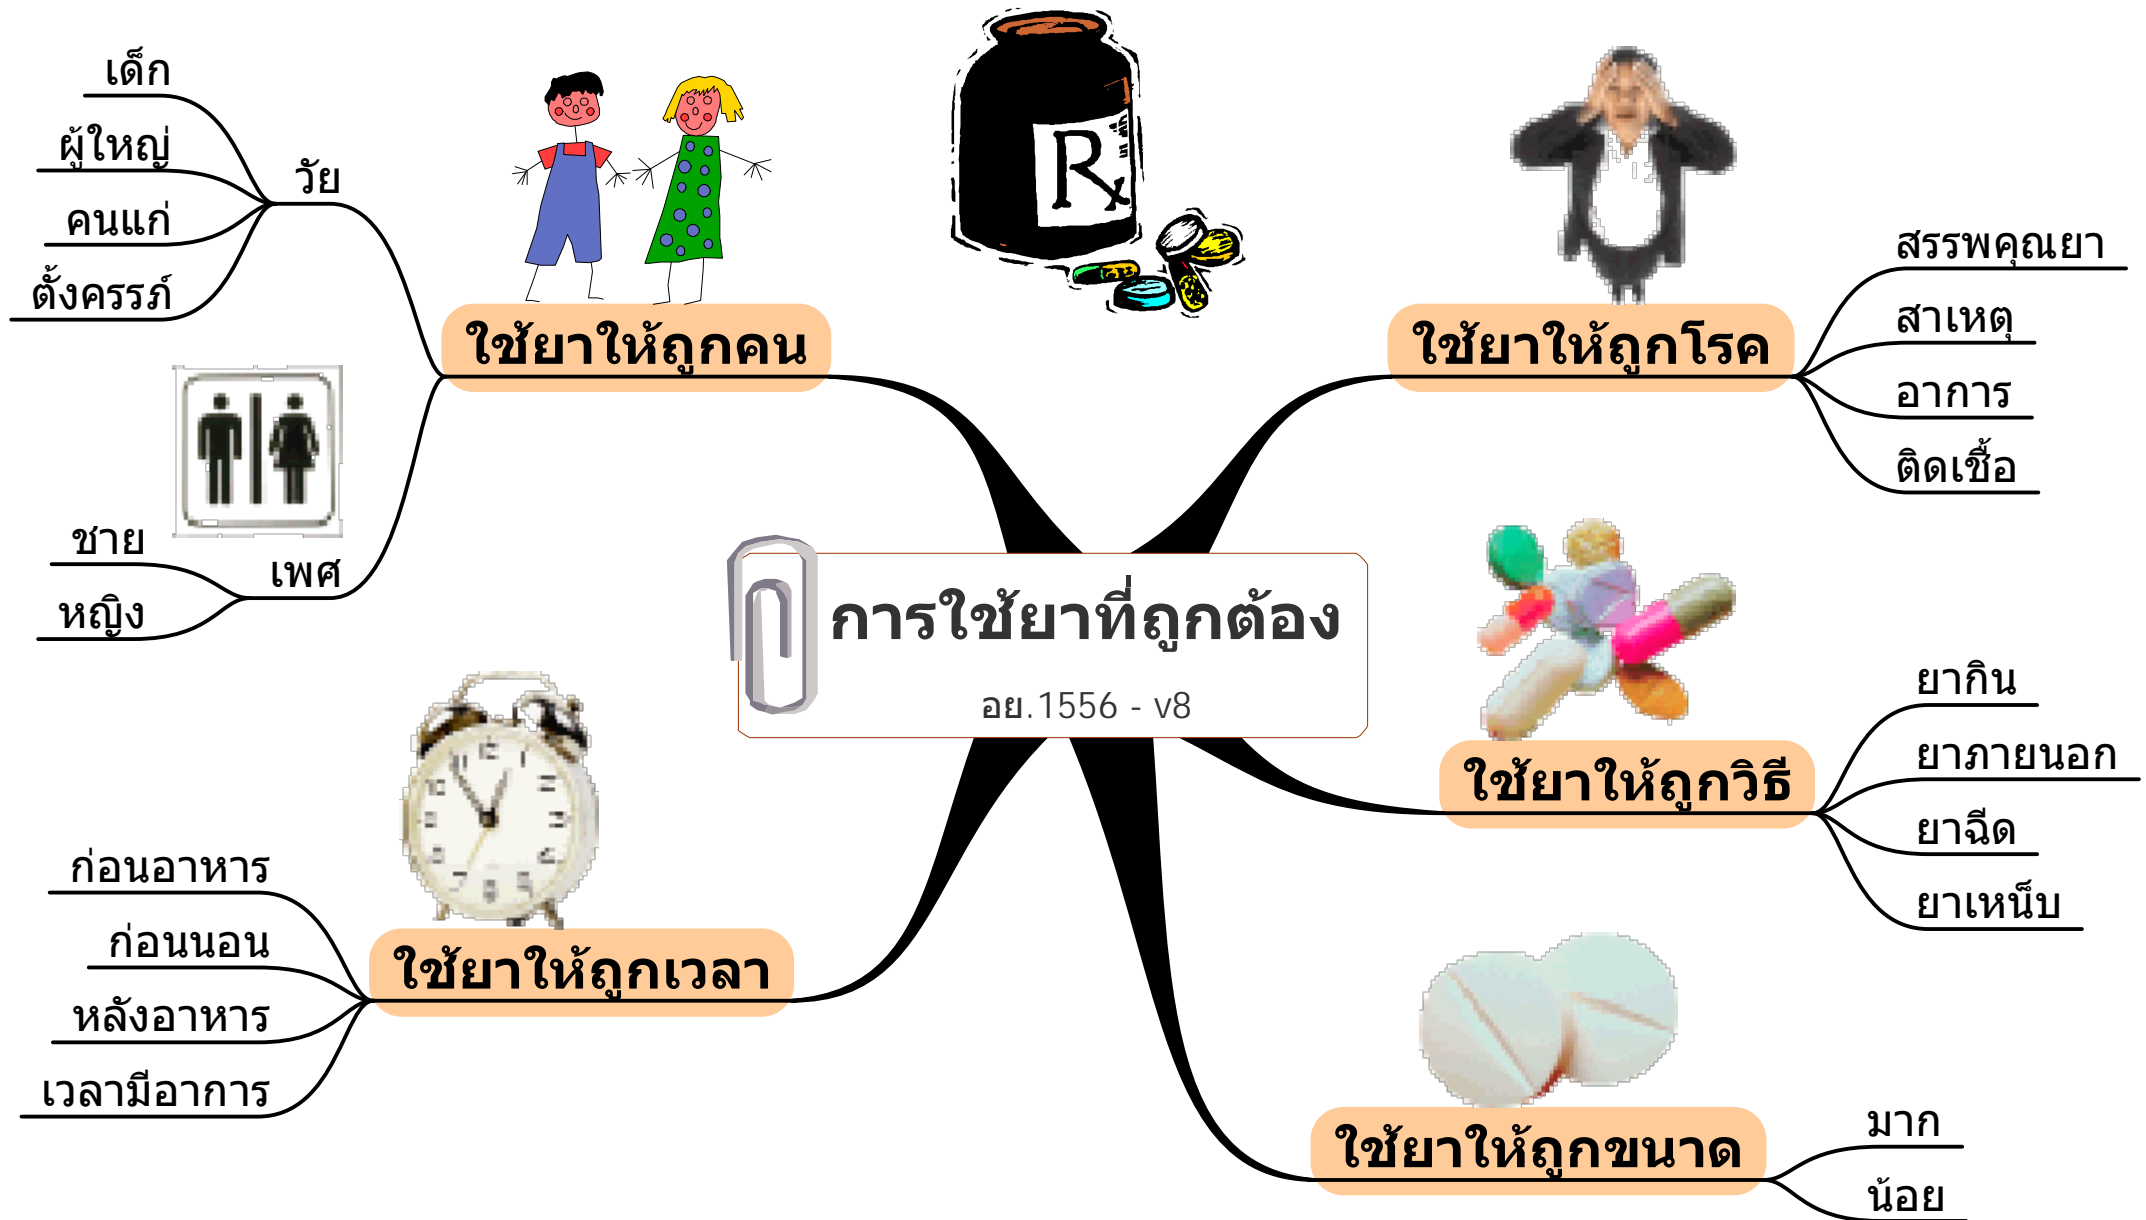 การใช้ยาที่ถูกต้อง
อย.1556 - v8
ใช้ยาให้ถูกโรค
สรรพคุณยา
สาเหตุ
อาการ
ติดเชื้อ
ใช้ยาให้ถูกวิธี
ยากิน
ยาภายนอก
ยาฉีด
ยาเหน็บ
ใช้ยาให้ถูกขนาด
มาก
น้อย
ใช้ยาให้ถูกเวลา
ก่อนอาหาร
ก่อนนอน
หลังอาหาร
เวลามีอาการ
ใช้ยาให้ถูกคน
วัย
เด็ก
ผู้ใหญ่
คนแก่
ตั้งครรภ์
เพศ
ชาย
หญิง
Rx